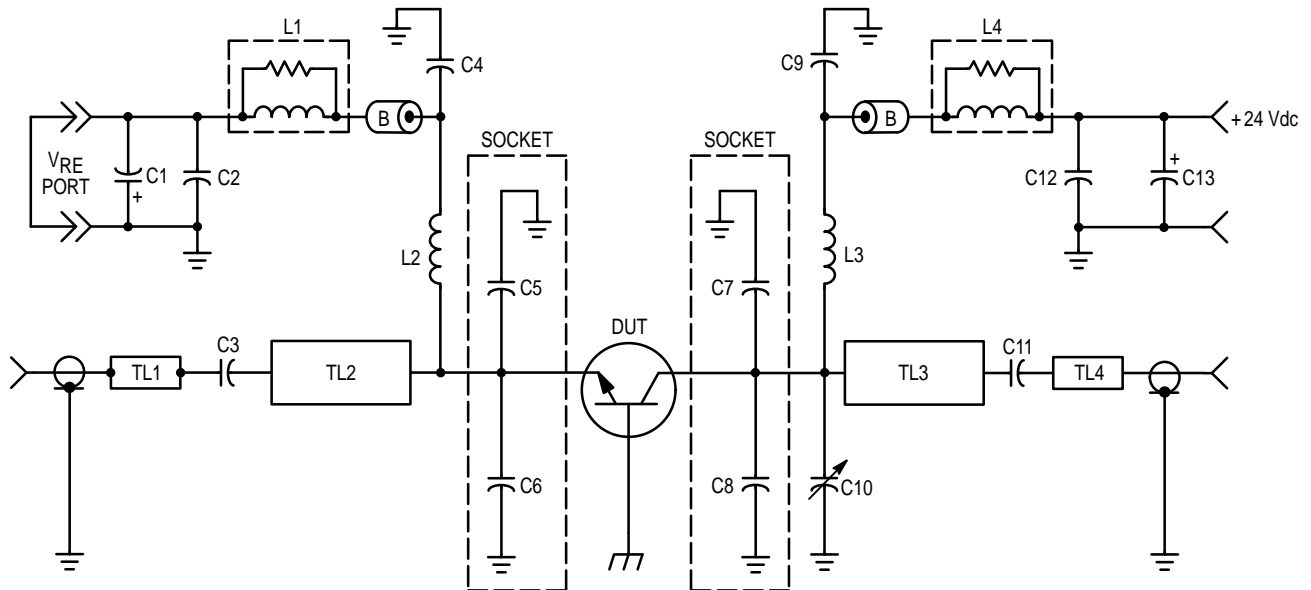 L1
C4
C9
L4
B
B
+24 Vdc
SOCKET
SOCKET
VRE
PORT
C1
+
C2
C12
+
C13
L2
L3
C5
C7
DUT
C3
C11
TL1
TL2
TL3
TL4
C6
C8
C10